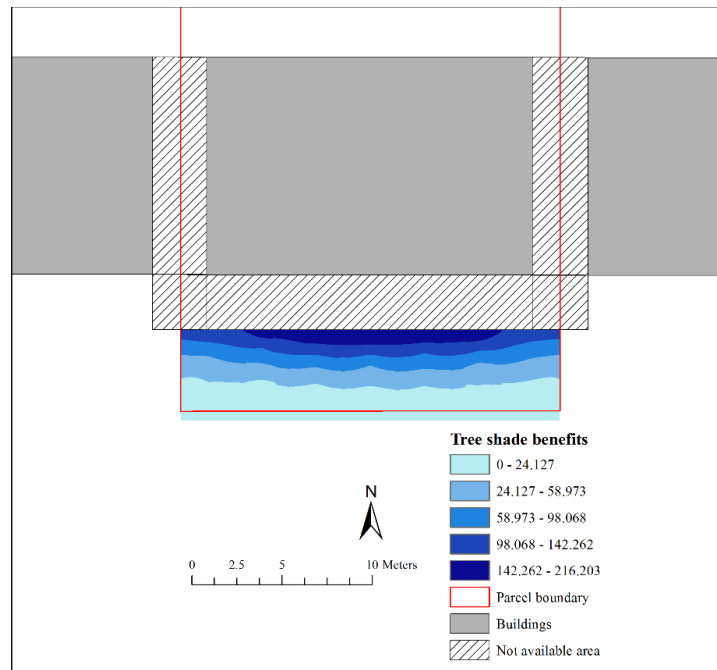 Tree shade benefits
0 - 24.127
24.127 - 58.973
58.973 - 98.068
98.068 - 142.262
142.262 - 216.203
Parcel boundary
Buildings
Not available area
N
0 2.5 5 10 Meters